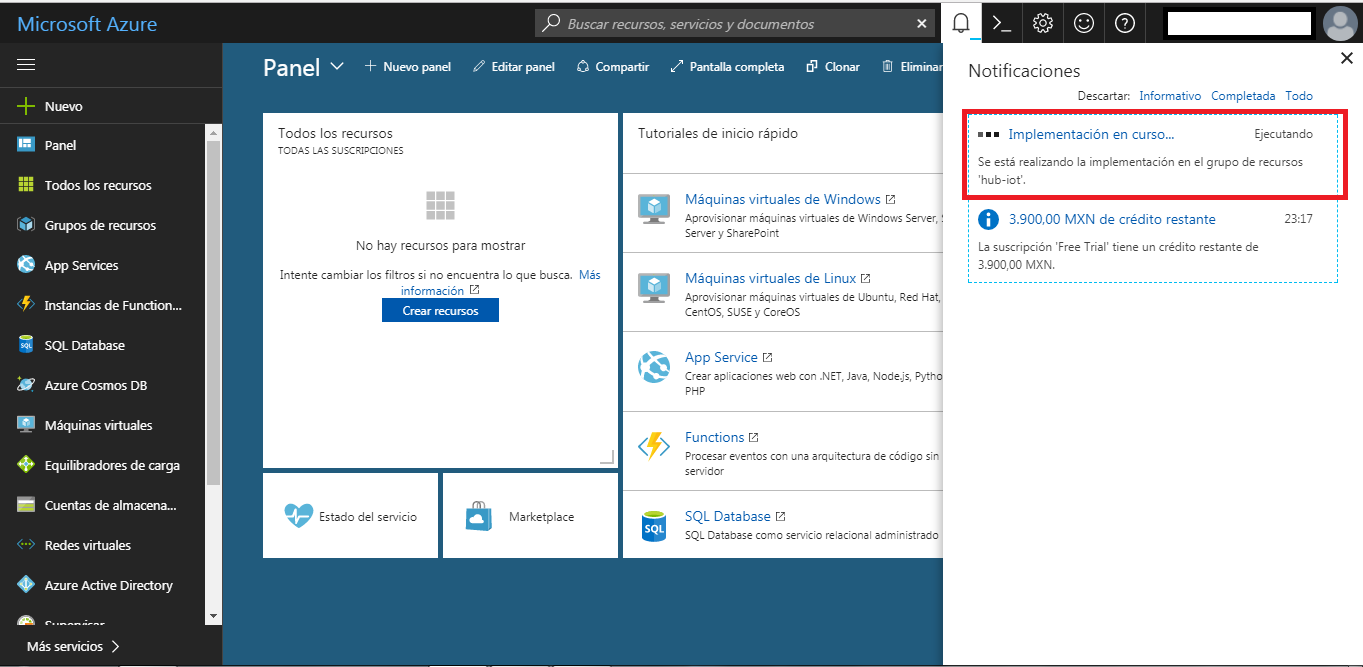 Microsoft Azure
Buscar recursos, servicios y documentos
Panel
Nuevo panel
Editar panel
Compartir
Pantalla completa
Clonar
Eliminar
Nuevo
Panel
Todos los recursos
Grupos de recursos
App Services
Instancias de Function...
SQL Database
Azure Cosmos DB
Máquinas virtuales
Equilibradores de carga
Cuentas de almacena...
Redes virtuales
Azure Active Directory
Supervisar
Más servicios
Todos los recursos
TODAS LAS SUSCRIPCIONES
No hay recursos para mostrar
Intente cambiar los filtros si no encuentra lo que busca. Más
información
Crear recursos
Estado del servicio
Marketplace
Tutoriales de inicio rápido
Máquinas virtuales de Windows
Aprovisionar máquinas virtuales de Windows Server,
Server y SharePoint
Máquinas virtuales de Linux
Aprovisionar máquinas virtuales de Ubuntu, Red Hat,
CentOS, SUSE y CoreOS
App Service
Crear aplicaciones web con .NET, Java, Node.js, Pytho
PHP
Functions
Procesar eventos con una arquitectura de código sin
servidor
SQL Database
SQL Database como servicio relacional administrado
Notificaciones
Descartar: Informativo Completada Todo
Implementación en curso... Ejecutando
Se está realizando la implementación en el grupo de recursos
'hub-iot'.
3.900,00 MXN de crédito restante 23:17
La suscripción 'Free Trial' tiene un crédito restante de
3.900,00 MXN.